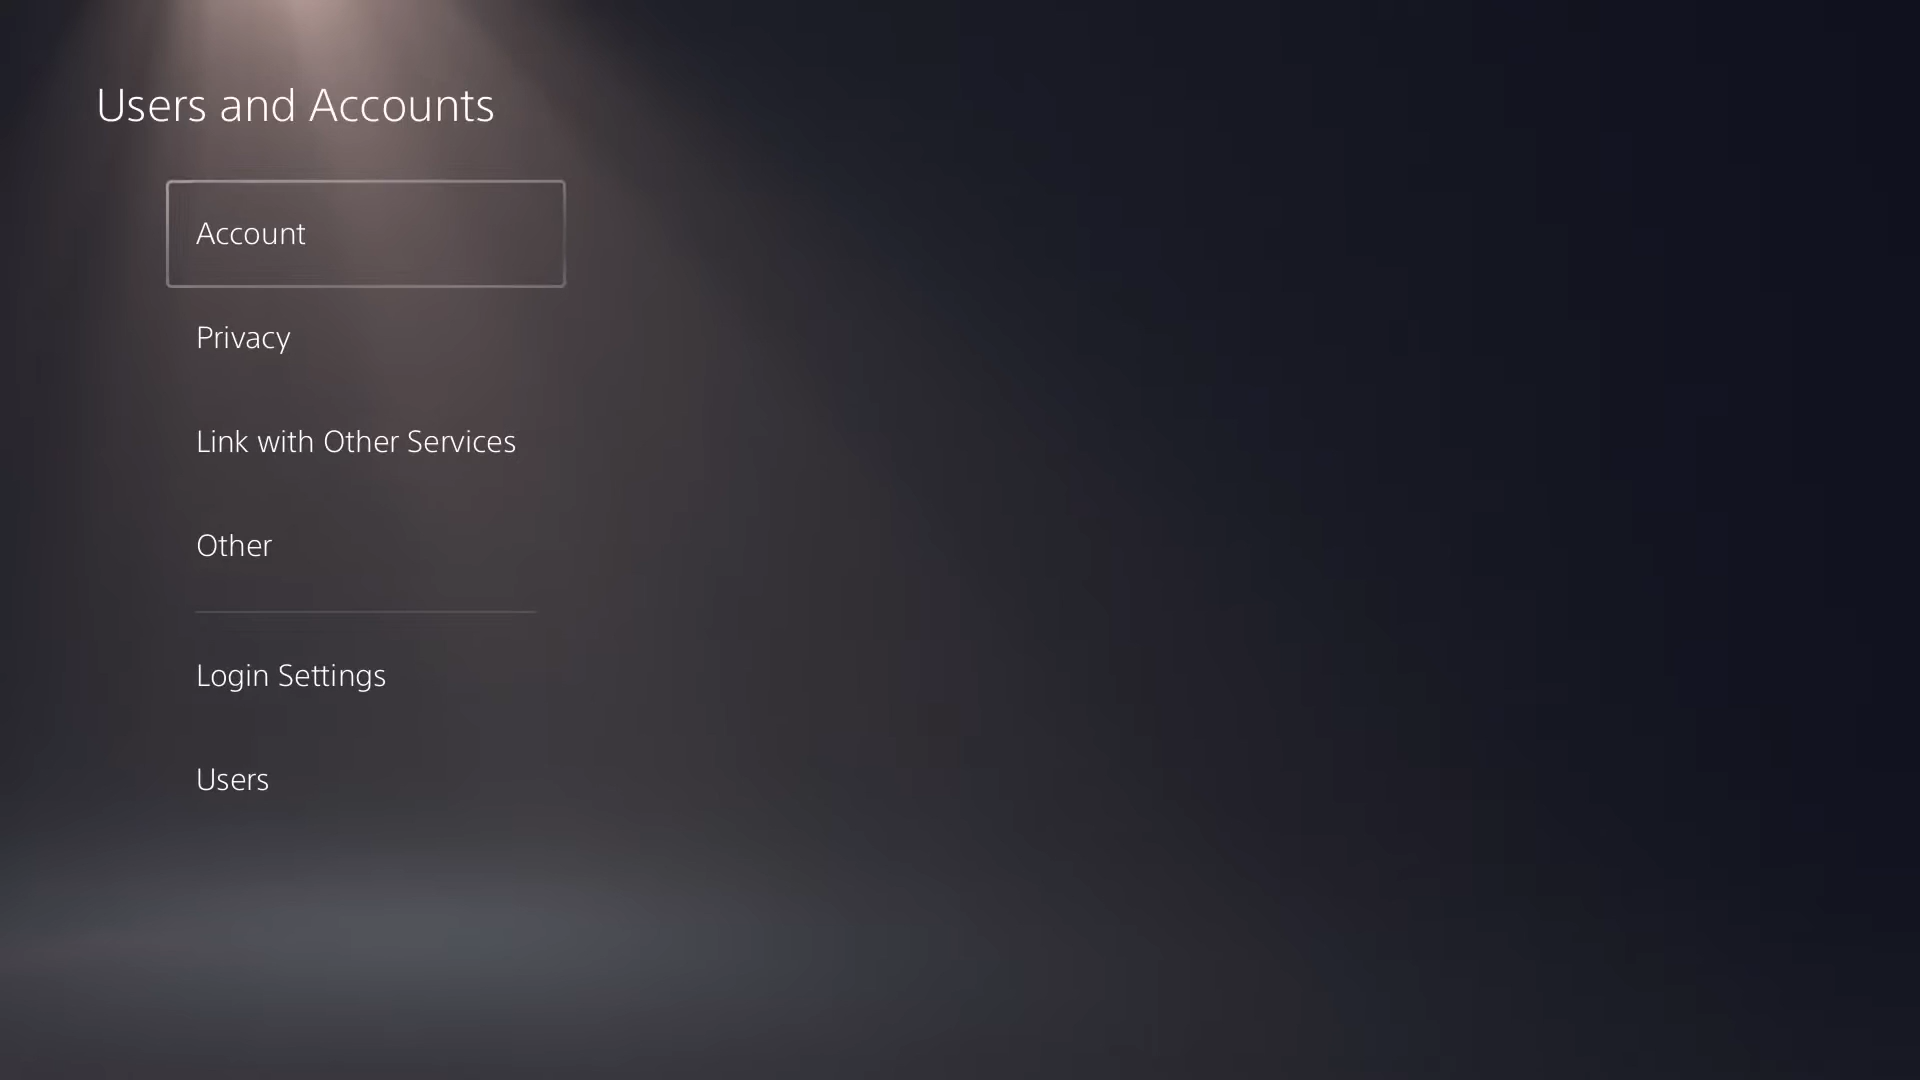 Users and Accounts
Account
Privacy
Link with Other Services
Other
Login Settings
Users